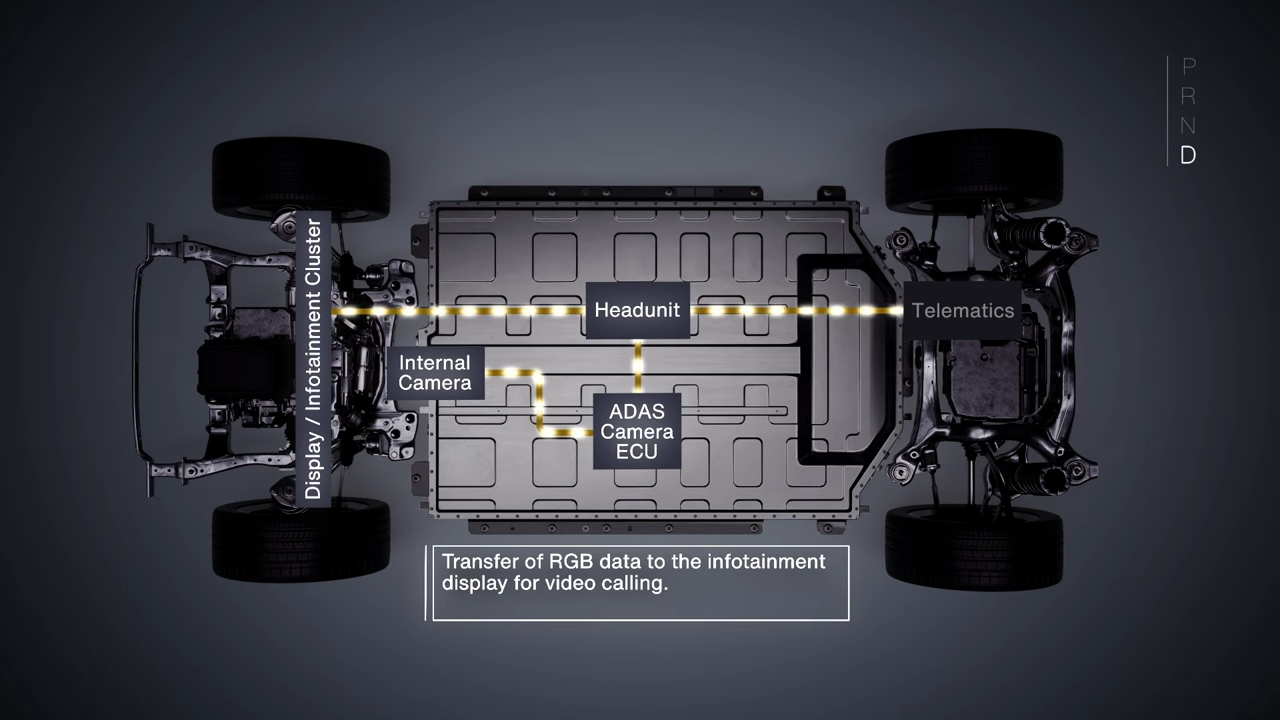 P
R
N
D
Display / Infotainment Cluster
Headunit
Telematics
Internal
Camera
ADAS
Camera
ECU
Transfer of RGB data to the infotainment
display for video calling.